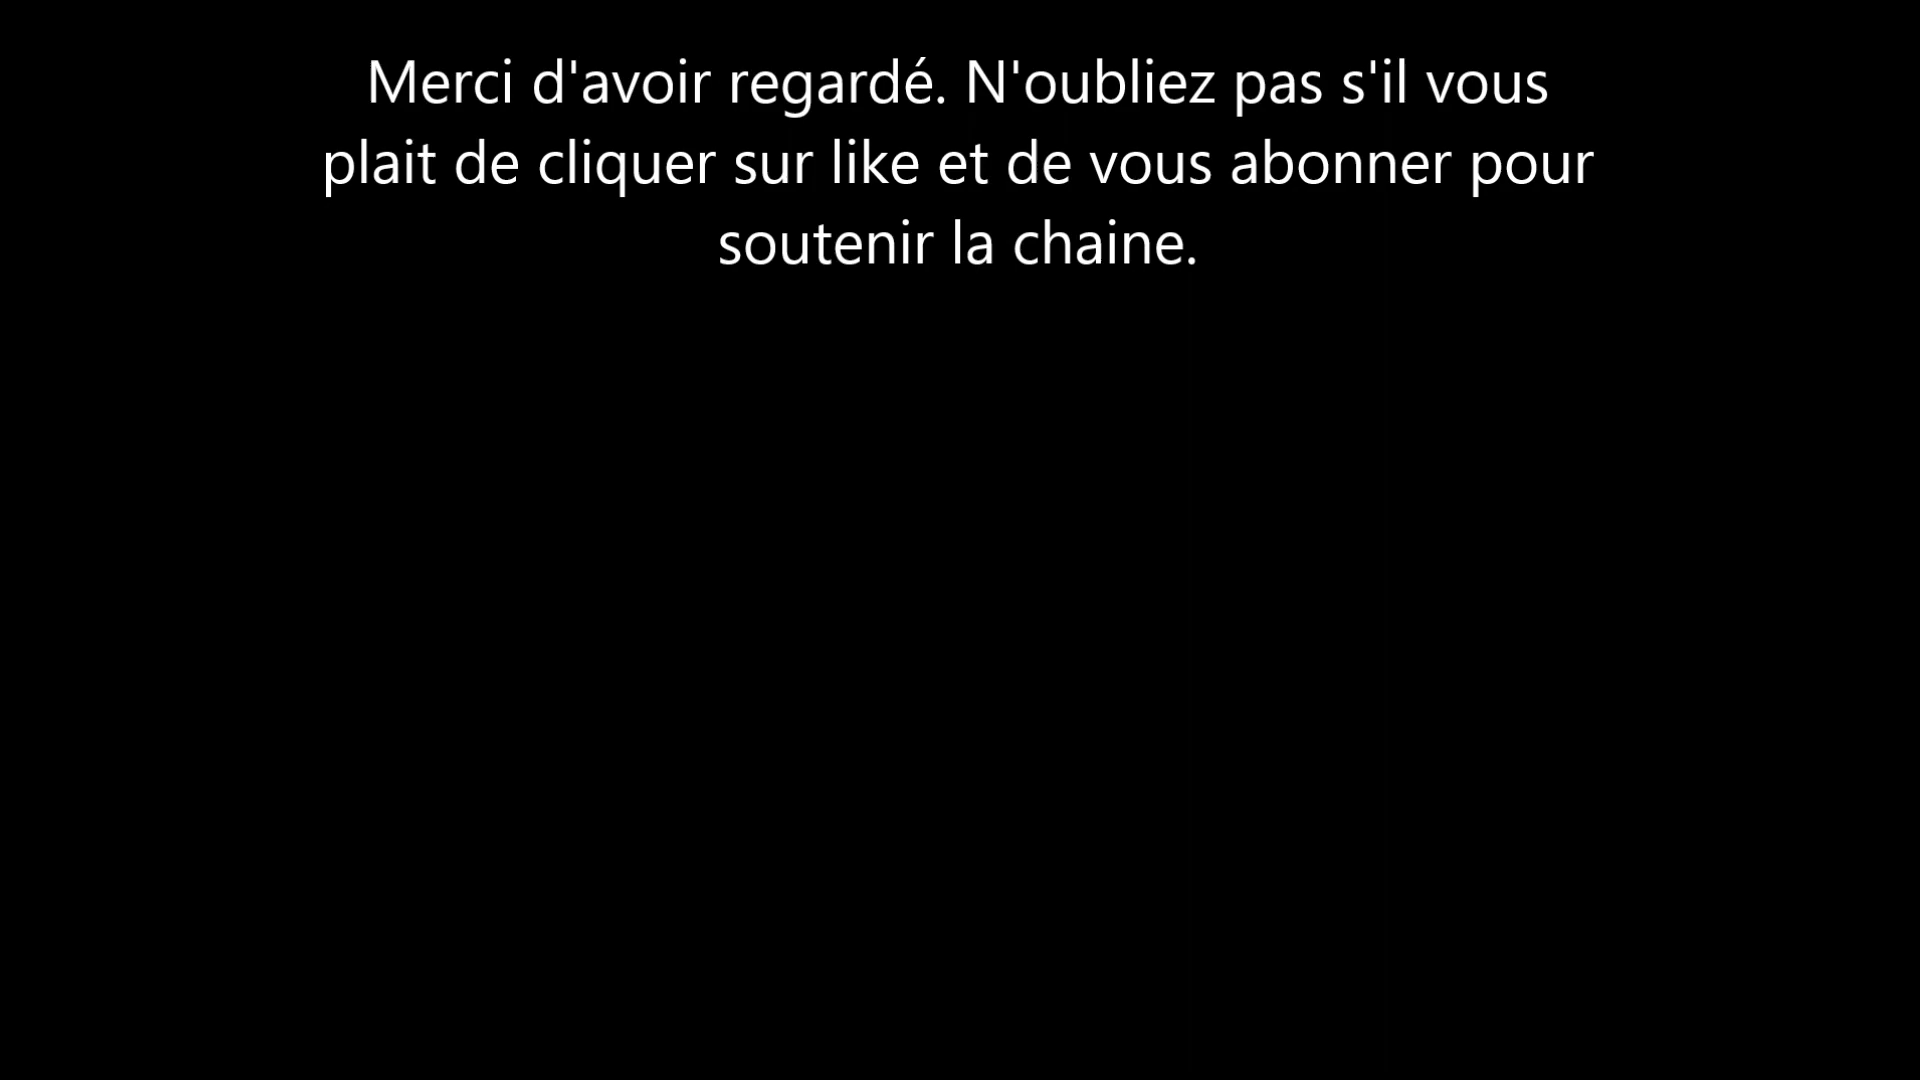 Merci d'avoir regardé. N'oubliez pas s'il vous
plait de cliquer sur like et de vous abonner pour
soutenir la chaine.